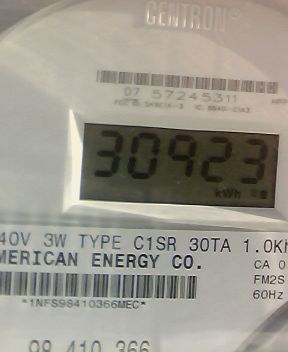 CENTRON®
07 57245311
30923
kWh
40V 3W TYPE C1SR 30TA 1.0Kh
MERICAN ENERGY CO.
CA 0
FM2S
60Hz
*1NFS98410366MEC*
98 410 366